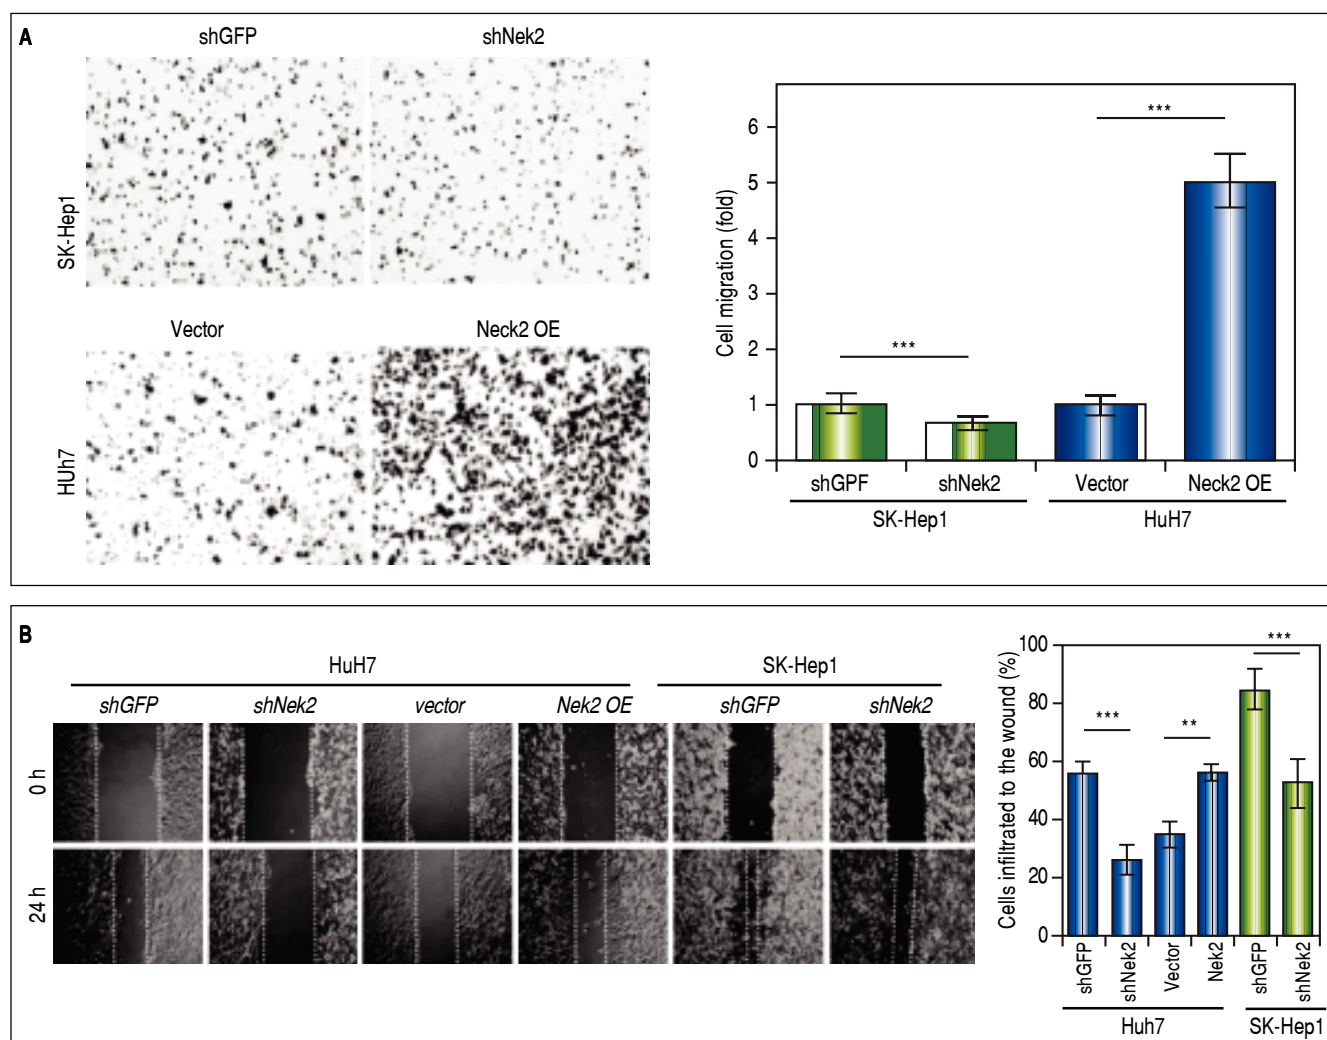 A
shGFP shNek2
SK-Hep1
Vector Neck2 OE
HUh7
Cell migration (fold)
6
5
4
3
2
1
0
***
***
shGPF shNek2 Vector Neck2 OE
SK-Hep1 HuH7
B
HuH7 SK-Hep1
shGFP shNek2 vector Nek2 OE shGFP shNek2
0 h
24 h
Cells infiltrated to the wound (%)
100
80
60
40
20
0
***
**
***
shGFP shNek2 Vector Nek2 shGFP shNek2
Huh7 SK-Hep1